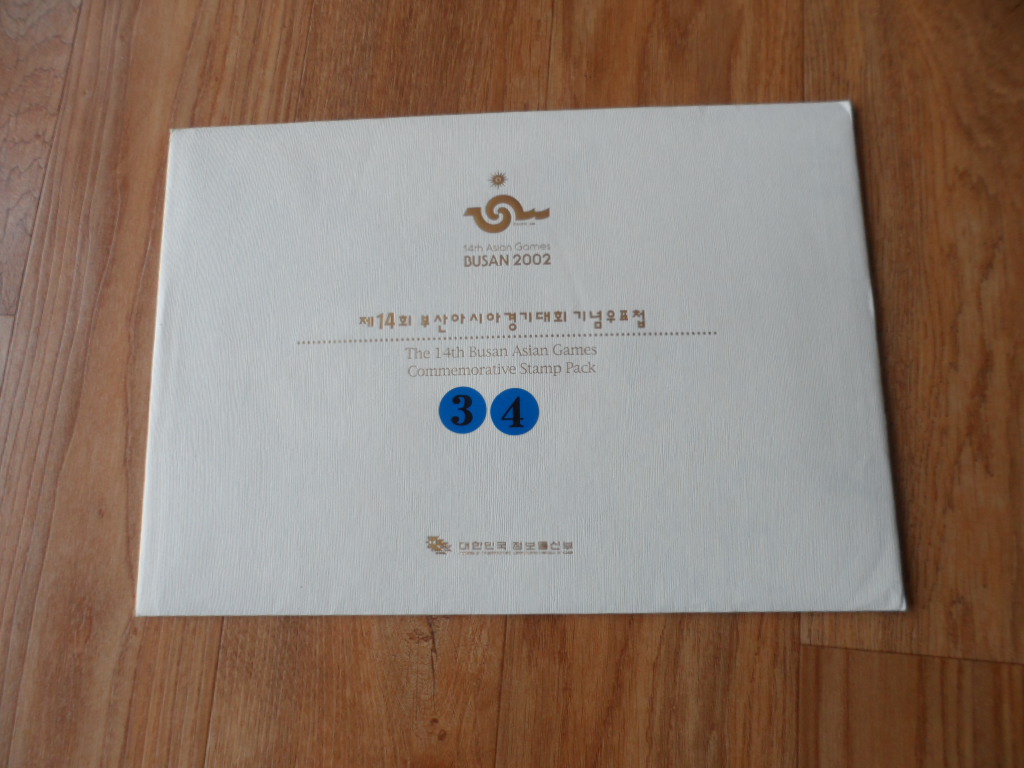 14th Asian Games
BUSAN 2002
제14회 부산아시아경기대회 기념우표첩
The 14th Busan Asian Games
Commemorative Stamp Pack
3 4
대한민국 정보통신부